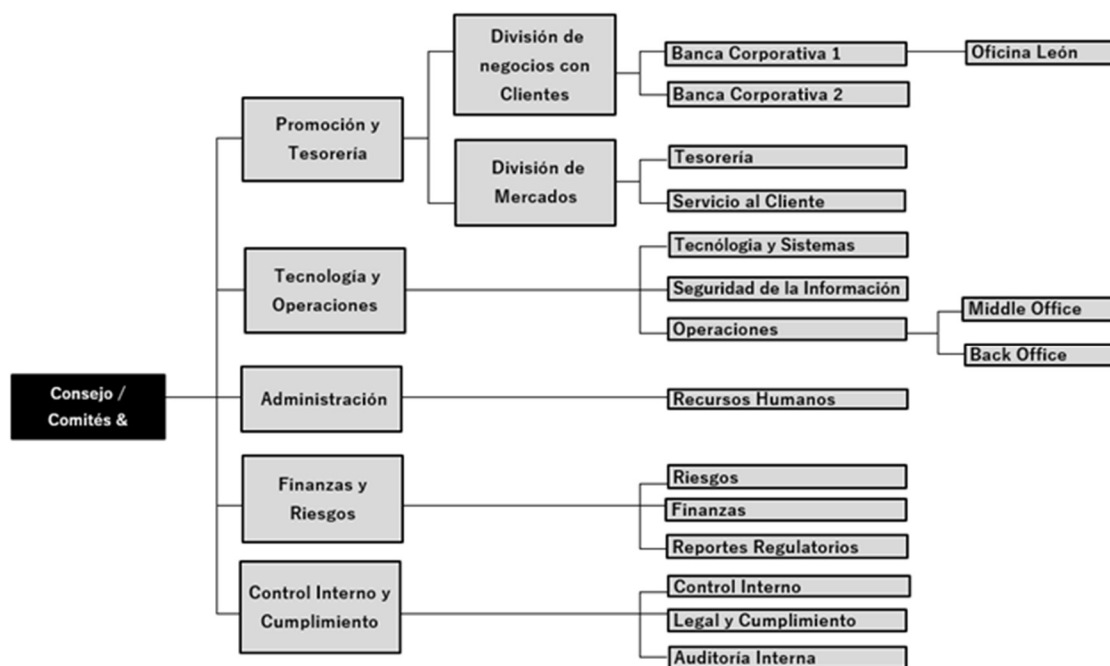 División de
negocios con
Clientes
Banca Corporativa 1
Oficina León
Banca Corporativa 2
Promoción y
Tesorería
División de
Mercados
Tesorería
Servicio al Cliente
Tecnología y
Operaciones
Tecnólogia y Sistemas
Seguridad de la Información
Operaciones
Middle Office
Back Office
Consejo /
Comités &
Administración
Recursos Humanos
Finanzas y
Riesgos
Riesgos
Finanzas
Reportes Regulatorios
Control Interno y
Cumplimiento
Control Interno
Legal y Cumplimiento
Auditoría Interna